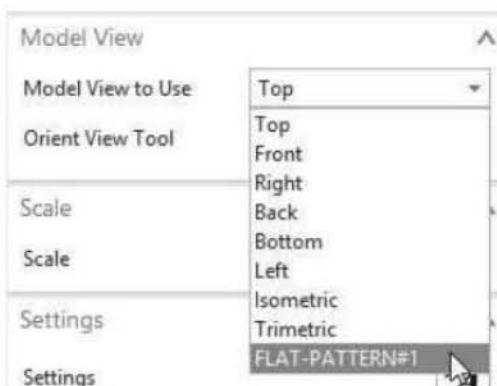 Model View
Model View to Use
Top
Orient View Tool
Top
Front
Right
Back
Bottom
Left
Isometric
Trimetric
FLAT-PATTERN#1
Scale
Scale
Settings
Settings